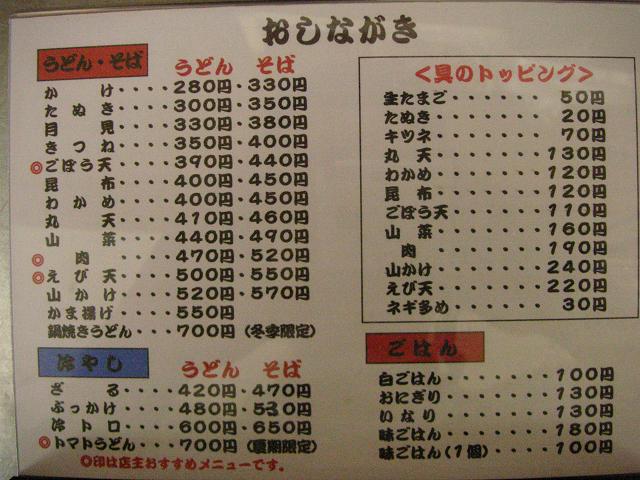 おしながき
うどん・そば うどん そば
かけ････280円･330円
たぬき････300円･350円
月見････330円･380円
きつね････350円･400円
◎ごぼう天････390円･440円
昆布････400円･450円
わかめ････400円･450円
丸天････410円･460円
山菜････440円･490円
◎肉････470円･520円
◎えび天････500円･550円
山かけ････520円･570円
かま揚げ････550円
鍋焼きうどん･･･700円(冬季限定)
冷やし うどん そば
ざる････420円･470円
ぶっかけ････480円･530円
冷トロ････600円･650円
◎トマトうどん･･･700円(夏期限定)
◎印は店主おすすめメニューです。
<具のトッピング>
生たまご･･････50円
たぬき･･････20円
キツネ･･････70円
丸天･･････130円
わかめ･･････120円
昆布･･････120円
ごぼう天･･････110円
山菜･･････160円
肉･･････190円
山かけ･･････240円
えび天･･････220円
ネギ多め･･････30円
ごはん
白ごはん･･････100円
おにぎり･･････130円
いなり･･････130円
味ごはん･･････180円
味ごはん(1個)････100円